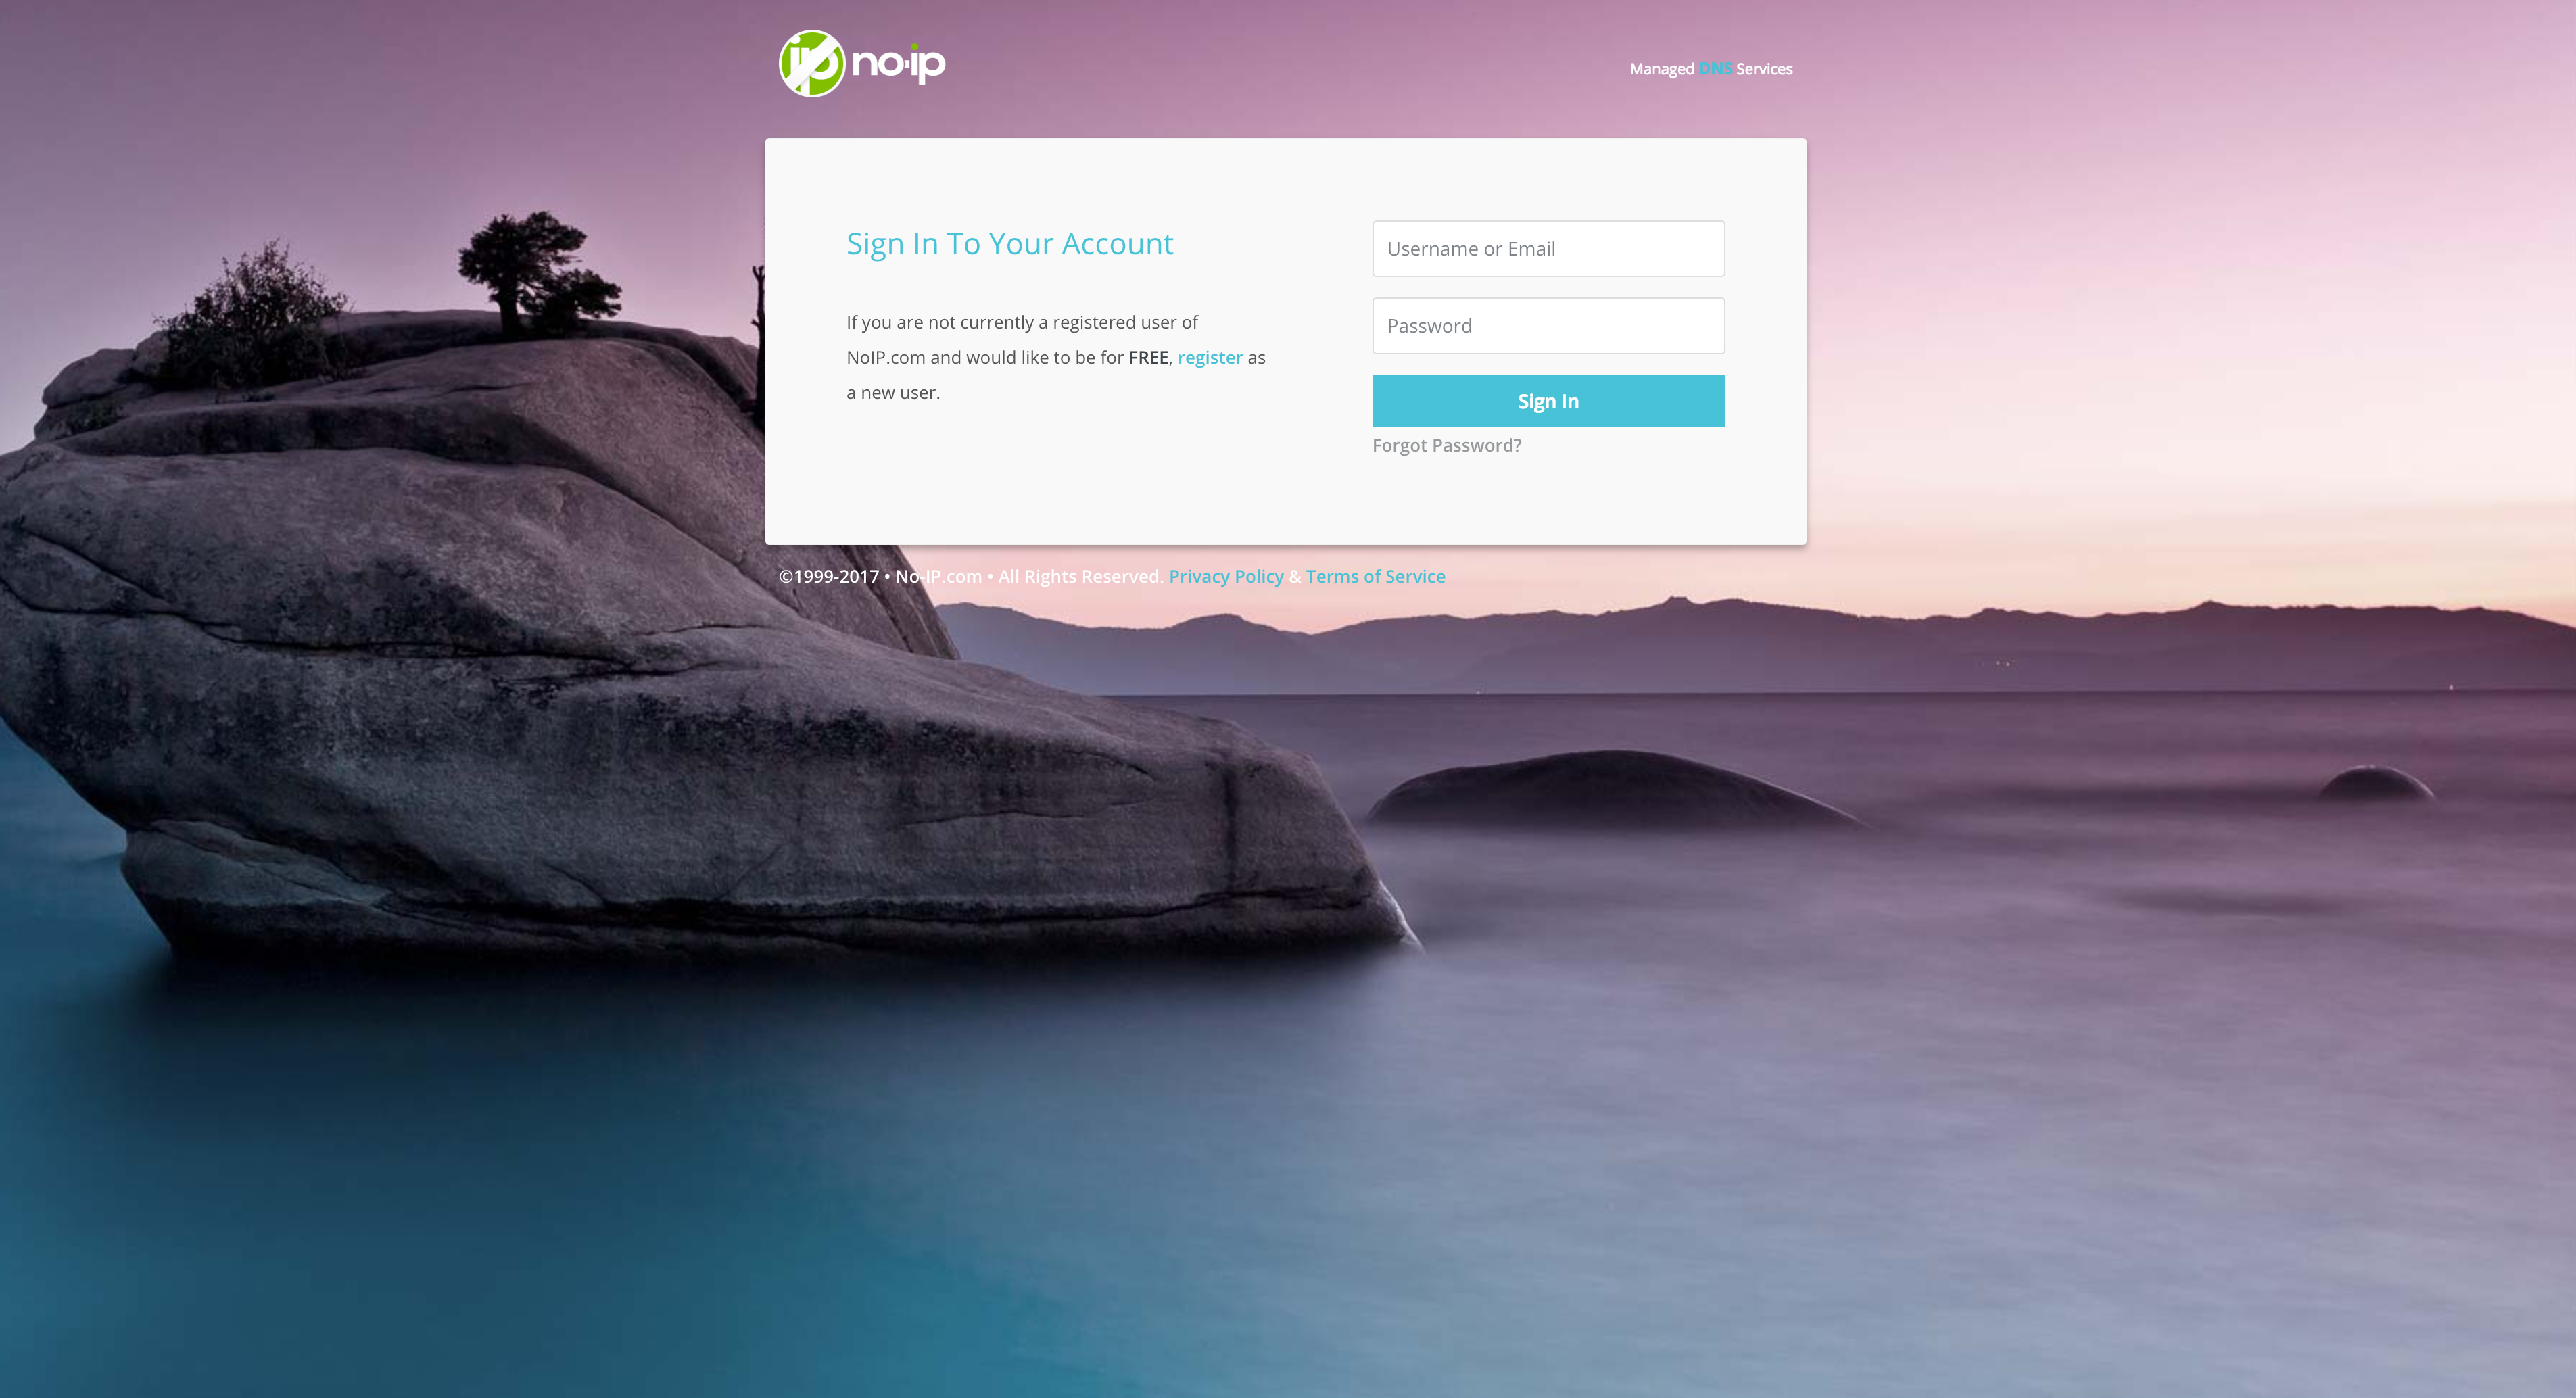 no-ip
Managed DNS Services
Sign In To Your Account
If you are not currently a registered user of
NoIP.com and would like to be for FREE, register as
a new user.
Username or Email
Password
Sign In
Forgot Password?
©1999-2017 • No-IP.com • All Rights Reserved. Privacy Policy & Terms of Service